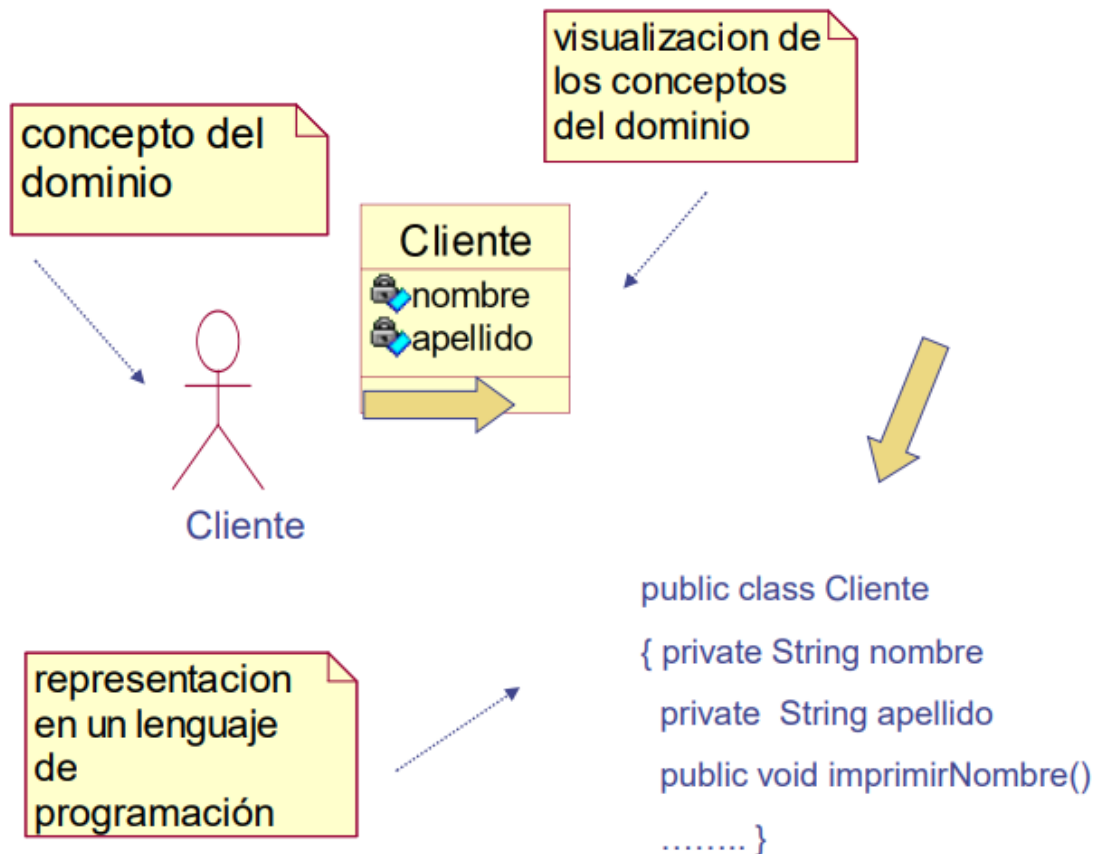 visualizacion de
los conceptos
del dominio
concepto del
dominio
Cliente
nombre
apellido
Cliente
public class Cliente
{ private String nombre
private String apellido
public void imprimirNombre()
........ }
representacion
en un lenguaje
de
programación